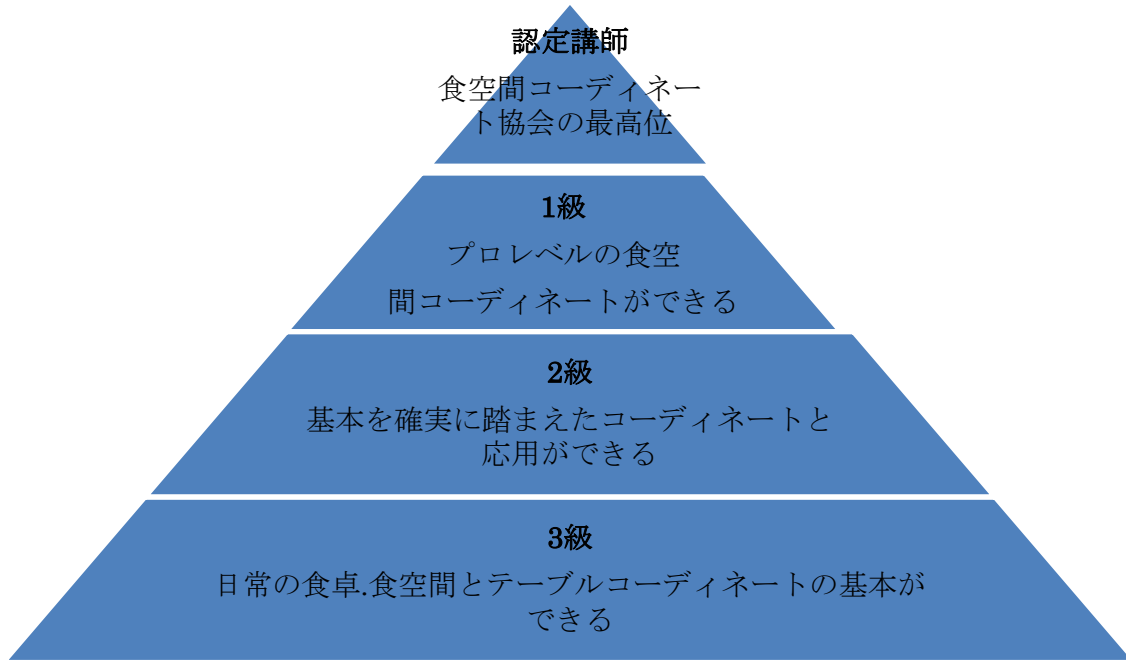 認定講師
食空間コーディネー
ト協会の最高位
1級
プロレベルの食空
間コーディネートができる
2級
基本を確実に踏まえたコーディネートと
応用ができる
3級
日常の食卓.食空間とテーブルコーディネートの基本が
できる